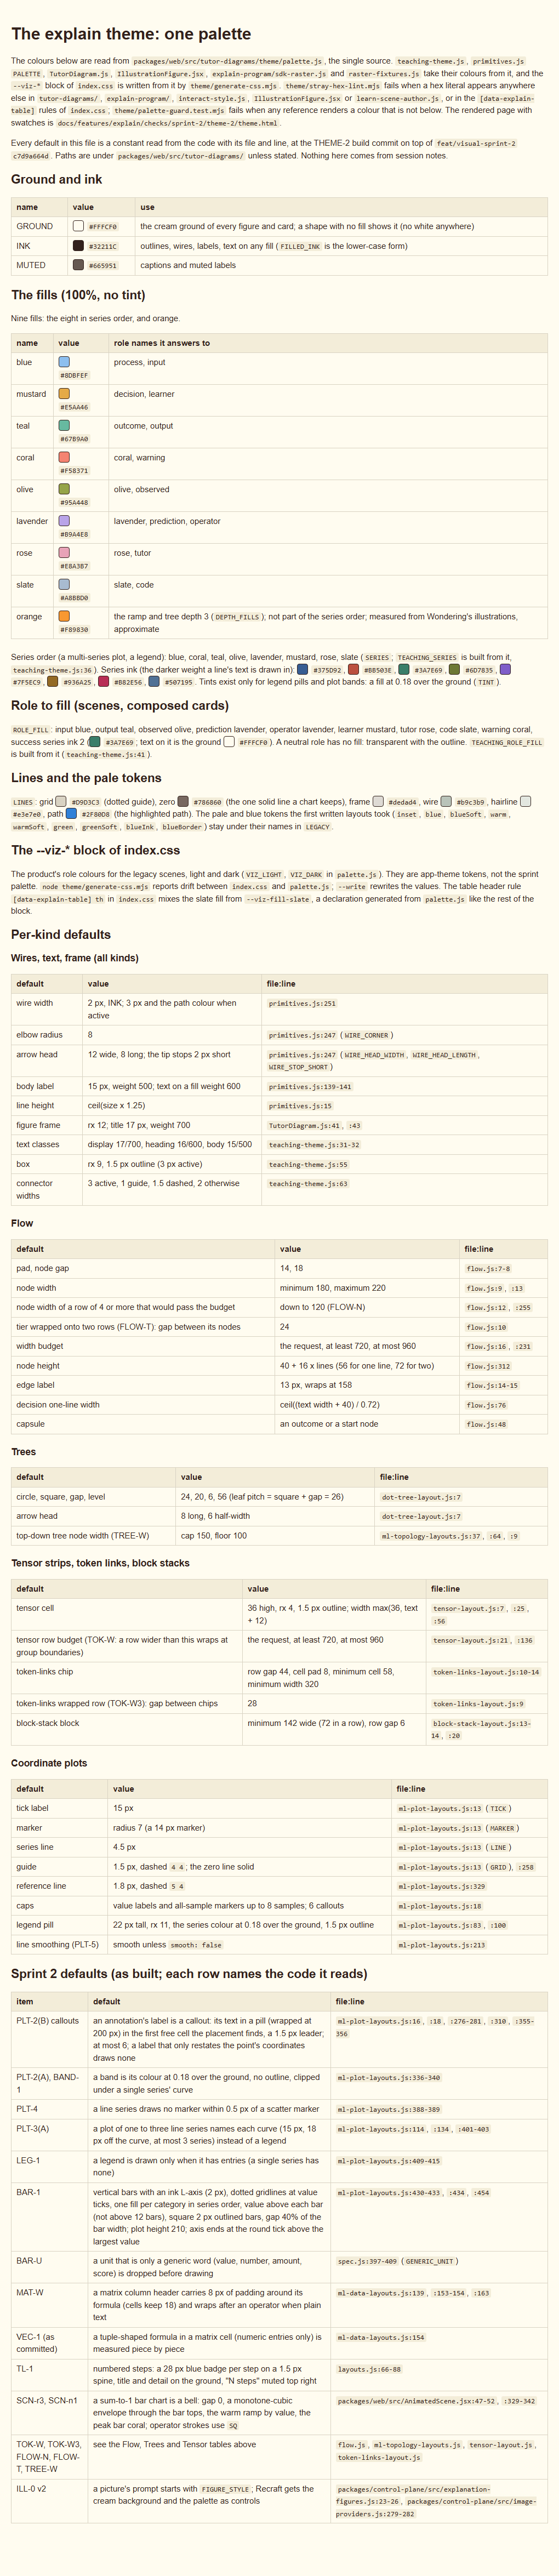 The explain theme: one palette
The colours below are read from packages/web/src/tutor-diagrams/theme/palette.js, the single source. teaching-theme.js, primitives.js
PALETTE, TutorDiagram.js, IllustrationFigure.jsx, explain-program/sdk-raster.js and raster-fixtures.js take their colours from it, and the
--viz-* block of index.css is written from it by theme/generate-css.mjs. theme/stray-hex-lint.mjs fails when a hex literal appears anywhere
else in tutor-diagrams/, explain-program/, interact-style.js, IllustrationFigure.jsx or learn-scene-author.js, or in the [data-explain-
table] rules of index.css; theme/palette-guard.test.mjs fails when any reference renders a colour that is not below. The rendered page with
swatches is docs/features/explain/checks/sprint-2/theme-2/theme.html.
Every default in this file is a constant read from the code with its file and line, at the THEME-2 build commit on top of feat/visual-sprint-2
c7d9a664d. Paths are under packages/web/src/tutor-diagrams/ unless stated. Nothing here comes from session notes.
Ground and ink
name value use
GROUND #FFFCF0 the cream ground of every figure and card; a shape with no fill shows it (no white anywhere)
INK #32211C outlines, wires, labels, text on any fill (FILLED_INK is the lower-case form)
MUTED #665951 captions and muted labels
The fills (100%, no tint)
Nine fills: the eight in series order, and orange.
name value role names it answers to
blue #8DBFEF process, input
mustard #E5AA46 decision, learner
teal #67B9A0 outcome, output
coral #F58371 coral, warning
olive #95A448 olive, observed
lavender #B9A4E8 lavender, prediction, operator
rose #E8A3B7 rose, tutor
slate #A8BBD0 slate, code
orange #F89830 the ramp and tree depth 3 (DEPTH_FILLS); not part of the series order; measured from Wondering's illustrations,
approximate
Series order (a multi-series plot, a legend): blue, coral, teal, olive, lavender, mustard, rose, slate (SERIES; TEACHING_SERIES is built from it,
teaching-theme.js:36). Series ink (the darker weight a line's text is drawn in): #375D92, #BB503E, #3A7E69, #6D7835,
#7F5EC9, #936A25, #B82E56, #507195. Tints exist only for legend pills and plot bands: a fill at 0.18 over the ground (TINT).
Role to fill (scenes, composed cards)
ROLE_FILL: input blue, output teal, observed olive, prediction lavender, operator lavender, learner mustard, tutor rose, code slate, warning coral,
success series ink 2 (#3A7E69; text on it is the ground #FFFCF0). A neutral role has no fill: transparent with the outline. TEACHING_ROLE_FILL
is built from it (teaching-theme.js:41).
Lines and the pale tokens
LINES: grid #D9D3C3 (dotted guide), zero #786860 (the one solid line a chart keeps), frame #dedad4, wire #b9c3b9, hairline
#e3e7e0, path #2F80D8 (the highlighted path). The pale and blue tokens the first written layouts took (inset, blue, blueSoft, warm,
warmSoft, green, greenSoft, blueInk, blueBorder) stay under their names in LEGACY.
The --viz-* block of index.css
The product's role colours for the legacy scenes, light and dark (VIZ_LIGHT, VIZ_DARK in palette.js). They are app-theme tokens, not the sprint
palette. node theme/generate-css.mjs reports drift between index.css and palette.js; --write rewrites the values. The table header rule
[data-explain-table] th in index.css mixes the slate fill from --viz-fill-slate, a declaration generated from palette.js like the rest of the
block.
Per-kind defaults
Wires, text, frame (all kinds)
default value file:line
wire width 2 px, INK; 3 px and the path colour when
active primitives.js:251
elbow radius 8 primitives.js:247 (WIRE_CORNER)
arrow head 12 wide, 8 long; the tip stops 2 px short primitives.js:247 (WIRE_HEAD_WIDTH, WIRE_HEAD_LENGTH,
WIRE_STOP_SHORT)
body label 15 px, weight 500; text on a fill weight 600 primitives.js:139-141
line height ceil(size x 1.25) primitives.js:15
figure frame rx 12; title 17 px, weight 700 TutorDiagram.js:41, :43
text classes display 17/700, heading 16/600, body 15/500 teaching-theme.js:31-32
box rx 9, 1.5 px outline (3 px active) teaching-theme.js:55
connector
widths 3 active, 1 guide, 1.5 dashed, 2 otherwise teaching-theme.js:63
Flow
default value file:line
pad, node gap 14, 18 flow.js:7-8
node width minimum 180, maximum 220 flow.js:9, :13
node width of a row of 4 or more that would pass the budget down to 120 (FLOW-N) flow.js:12, :255
tier wrapped onto two rows (FLOW-T): gap between its nodes 24 flow.js:10
width budget the request, at least 720, at most 960 flow.js:16, :231
node height 40 + 16 x lines (56 for one line, 72 for two) flow.js:312
edge label 13 px, wraps at 158 flow.js:14-15
decision one-line width ceil((text width + 40) / 0.72) flow.js:76
capsule an outcome or a start node flow.js:48
Trees
default value file:line
circle, square, gap, level 24, 20, 6, 56 (leaf pitch = square + gap = 26) dot-tree-layout.js:7
arrow head 8 long, 6 half-width dot-tree-layout.js:7
top-down tree node width (TREE-W) cap 150, floor 100 ml-topology-layouts.js:37, :64, :9
Tensor strips, token links, block stacks
default value file:line
tensor cell 36 high, rx 4, 1.5 px outline; width max(36, text
+ 12) tensor-layout.js:7, :25,
:56
tensor row budget (TOK-W: a row wider than this wraps at
group boundaries) the request, at least 720, at most 960 tensor-layout.js:21, :136
token-links chip row gap 44, cell pad 8, minimum cell 58,
minimum width 320 token-links-layout.js:10-14
token-links wrapped row (TOK-W3): gap between chips 28 token-links-layout.js:9
block-stack block minimum 142 wide (72 in a row), row gap 6 block-stack-layout.js:13-
14, :20
Coordinate plots
default value file:line
tick label 15 px ml-plot-layouts.js:13 (TICK)
marker radius 7 (a 14 px marker) ml-plot-layouts.js:13 (MARKER)
series line 4.5 px ml-plot-layouts.js:13 (LINE)
guide 1.5 px, dashed 4 4; the zero line solid ml-plot-layouts.js:13 (GRID), :258
reference line 1.8 px, dashed 5 4 ml-plot-layouts.js:329
caps value labels and all-sample markers up to 8 samples; 6 callouts ml-plot-layouts.js:18
legend pill 22 px tall, rx 11, the series colour at 0.18 over the ground, 1.5 px outline ml-plot-layouts.js:83, :100
line smoothing (PLT-5) smooth unless smooth: false ml-plot-layouts.js:213
Sprint 2 defaults (as built; each row names the code it reads)
item default file:line
PLT-2(B) callouts an annotation's label is a callout: its text in a pill (wrapped at
200 px) in the first free cell the placement finds, a 1.5 px leader;
at most 6; a label that only restates the point's coordinates
draws none ml-plot-layouts.js:16, :18, :276-281, :310, :355-
356
PLT-2(A), BAND-
1 a band is its colour at 0.18 over the ground, no outline, clipped
under a single series' curve ml-plot-layouts.js:336-340
PLT-4 a line series draws no marker within 0.5 px of a scatter marker ml-plot-layouts.js:388-389
PLT-3(A) a plot of one to three line series names each curve (15 px, 18
px off the curve, at most 3 series) instead of a legend ml-plot-layouts.js:114, :134, :401-403
LEG-1 a legend is drawn only when it has entries (a single series has
none) ml-plot-layouts.js:409-415
BAR-1 vertical bars with an ink L-axis (2 px), dotted gridlines at value
ticks, one fill per category in series order, value above each bar
(not above 12 bars), square 2 px outlined bars, gap 40% of the
bar width; plot height 210; axis ends at the round tick above the
largest value ml-plot-layouts.js:430-433, :434, :454
BAR-U a unit that is only a generic word (value, number, amount,
score) is dropped before drawing spec.js:397-409 (GENERIC_UNIT)
MAT-W a matrix column header carries 8 px of padding around its
formula (cells keep 18) and wraps after an operator when plain
text ml-data-layouts.js:139, :153-154, :163
VEC-1 (as
committed) a tuple-shaped formula in a matrix cell (numeric entries only) is
measured piece by piece ml-data-layouts.js:154
TL-1 numbered steps: a 28 px blue badge per step on a 1.5 px
spine, title and detail on the ground, "N steps" muted top right layouts.js:66-88
SCN-r3, SCN-n1 a sum-to-1 bar chart is a bell: gap 0, a monotone-cubic
envelope through the bar tops, the warm ramp by value, the
peak bar coral; operator strokes use SQ packages/web/src/AnimatedScene.jsx:47-52, :329-342
TOK-W, TOK-W3,
FLOW-N, FLOW-
T, TREE-W see the Flow, Trees and Tensor tables above flow.js, ml-topology-layouts.js, tensor-layout.js,
token-links-layout.js
ILL-0 v2 a picture's prompt starts with FIGURE_STYLE; Recraft gets the
cream background and the palette as controls packages/control-plane/src/explanation-
figures.js:23-26, packages/control-plane/src/image-
providers.js:279-282